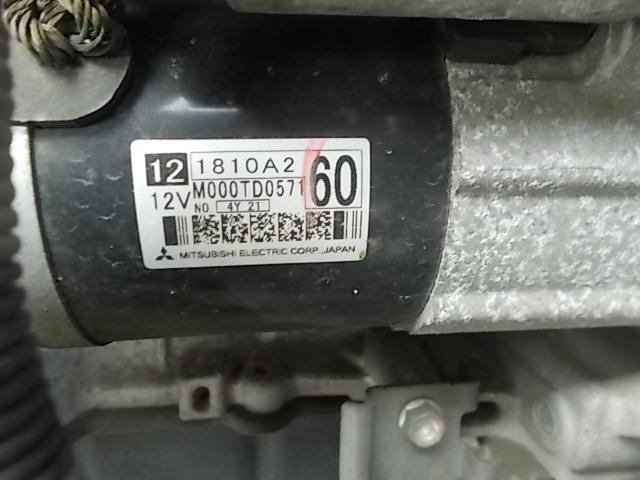 12 1810A2 60
12V M000TD0571
NO 4Y 21
MITSUBISHI ELECTRIC CORP., JAPAN